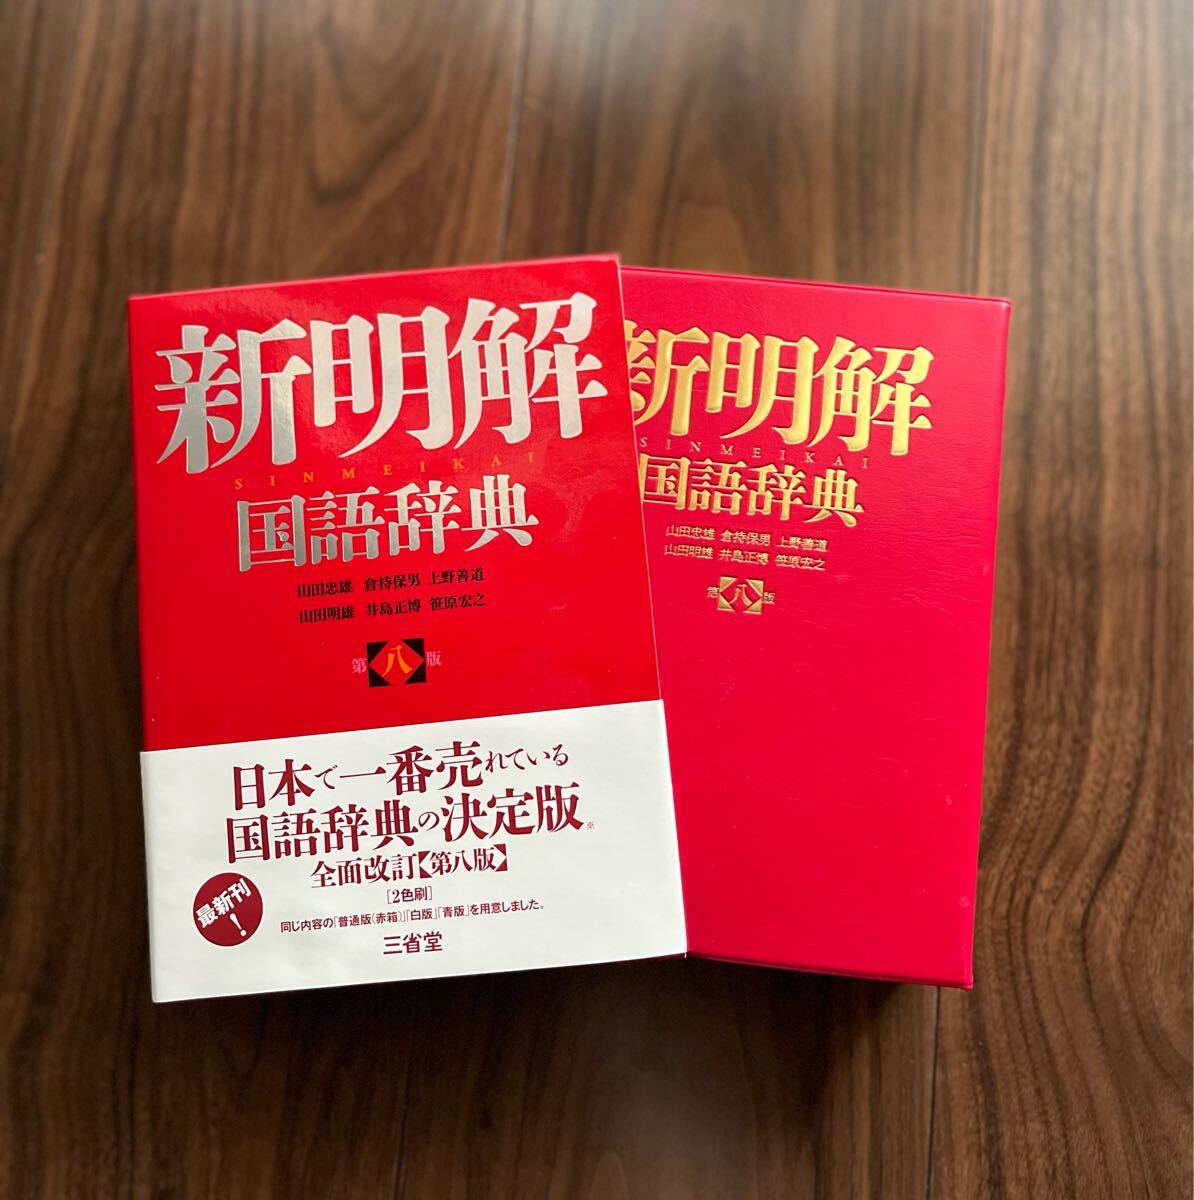 新明解
SINMEIKAI
国語辞典
山田忠雄 倉持保男 上野善道
山田明雄 井島正博 笹原宏之
第八版
日本で一番売れている
国語辞典の決定版※
全面改訂【第八版】
[2色刷]
同じ内容の「普通版(赤箱)」「白版」「青版」を用意しました。
三省堂
最新刊!
新明解
SINMEIKAI
国語辞典
山田忠雄 倉持保男 上野善道
山田明雄 井島正博 笹原宏之
第八版